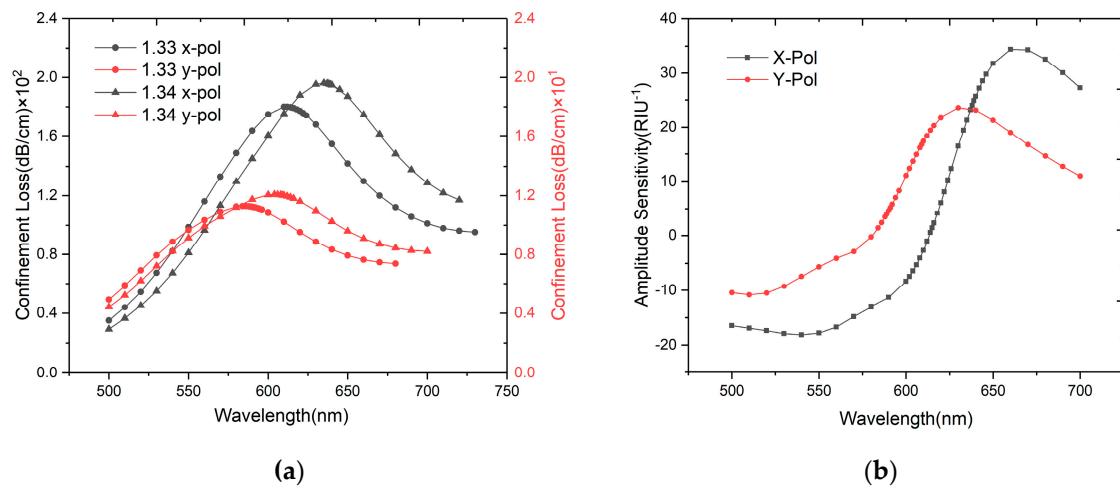 2.4
2.0
1.6
1.2
0.8
0.4
0.0
Confinement Loss(dB/cm)×10²
1.33 x-pol
1.33 y-pol
1.34 x-pol
1.34 y-pol
2.4
2.0
1.6
1.2
0.8
0.4
0.0
Confinement Loss(dB/cm)×10¹
500 550 600 650 700 750
Wavelength(nm)
(a)
40
30
20
10
0
-10
-20
Amplitude Sensitivity(RIU⁻¹)
X-Pol
Y-Pol
500 550 600 650 700
Wavelength(nm)
(b)